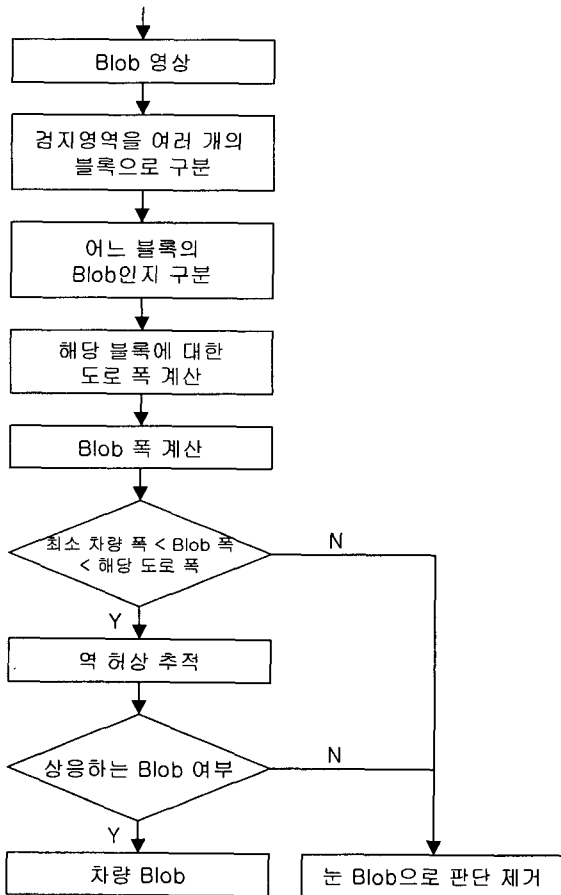 Blob 영상
검지영역을 여러 개의
블록으로 구분
어느 블록의
Blob인지 구분
해당 블록에 대한
도로 폭 계산
Blob 폭 계산
최소 차량 폭 < Blob 폭
< 해당 도로 폭
N
Y
역 허상 추적
상응하는 Blob 여부
N
Y
차량 Blob
눈 Blob으로 판단 제거